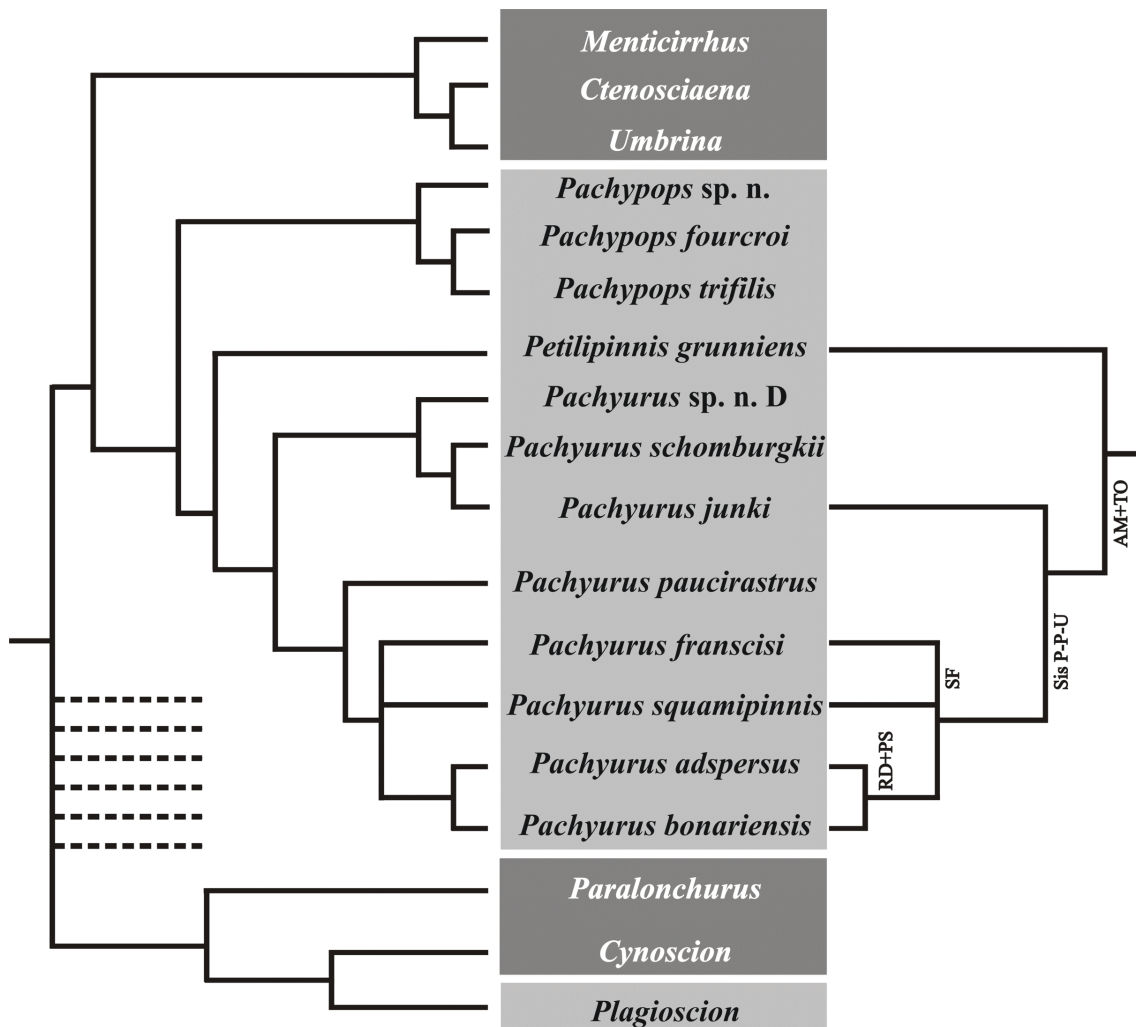 Menticirrhus
Ctenosciaena
Umbrina
Pachypops sp. n.
Pachypops fourcroi
Pachypops trifilis
Petilipinnis grunniens
Pachyurus sp. n. D
Pachyurus schomburgkii
Pachyurus junki
Pachyurus paucirastrus
Pachyurus franscisi
Pachyurus squamipinnis
Pachyurus adspersus
Pachyurus bonariensis
Paralonchurus
Cynoscion
Plagioscion
RD+PS
SF
Sis P-P-U
AM+TO